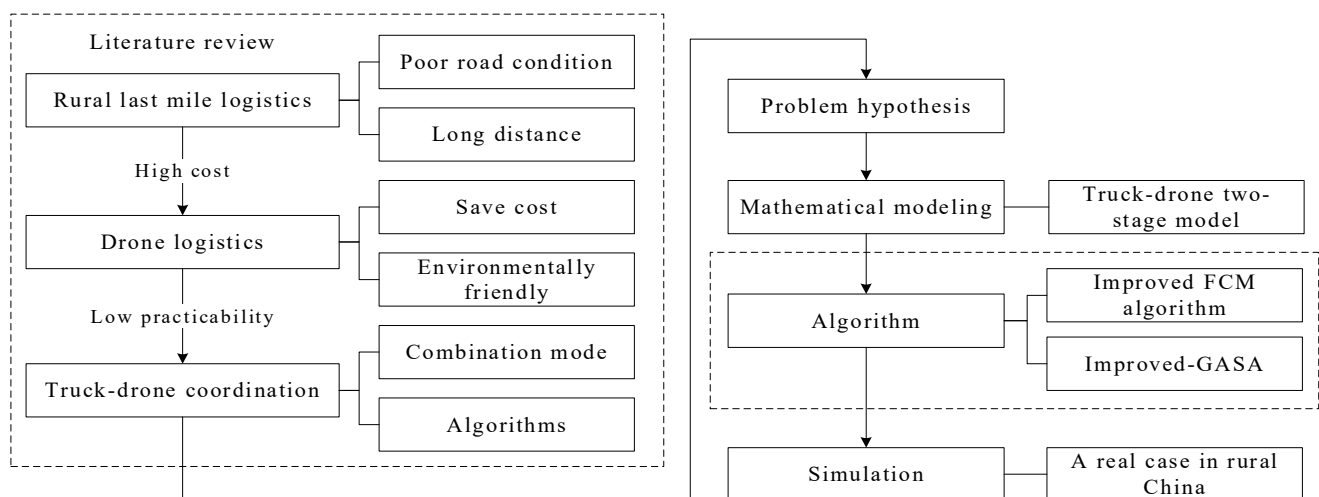 Literature review
Rural last mile logistics
Poor road condition
Long distance
High cost
Drone logistics
Save cost
Environmentally
friendly
Low practicability
Truck-drone coordination
Combination mode
Algorithms
Problem hypothesis
Mathematical modeling
Truck-drone two-
stage model
Algorithm
Improved FCM
algorithm
Improved-GASA
Simulation
A real case in rural
China